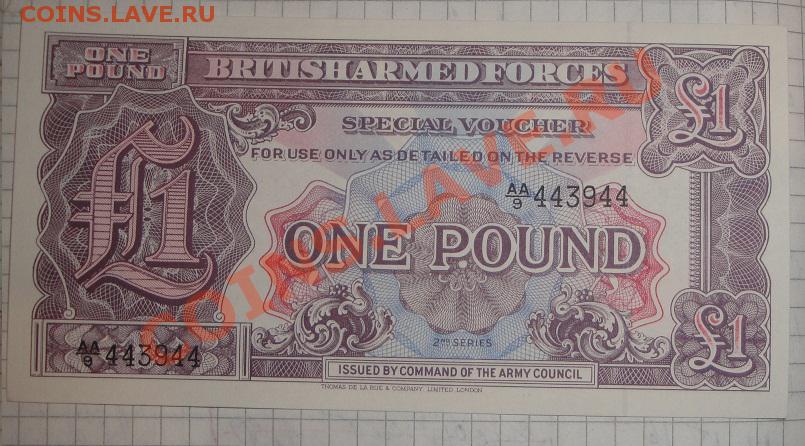 COINS.LAVE.RU
ONE
POUND
BRITISH ARMED FORCES
£1
SPECIAL VOUCHER
FOR USE ONLY AS DETAILED ON THE REVERSE
AA/9 443944
£1
ONE POUND
COINS.LAVE.RU
2ND SERIES
£1
AA/9 443944
ISSUED BY COMMAND OF THE ARMY COUNCIL
THOMAS DE LA RUE & COMPANY, LIMITED, LONDON